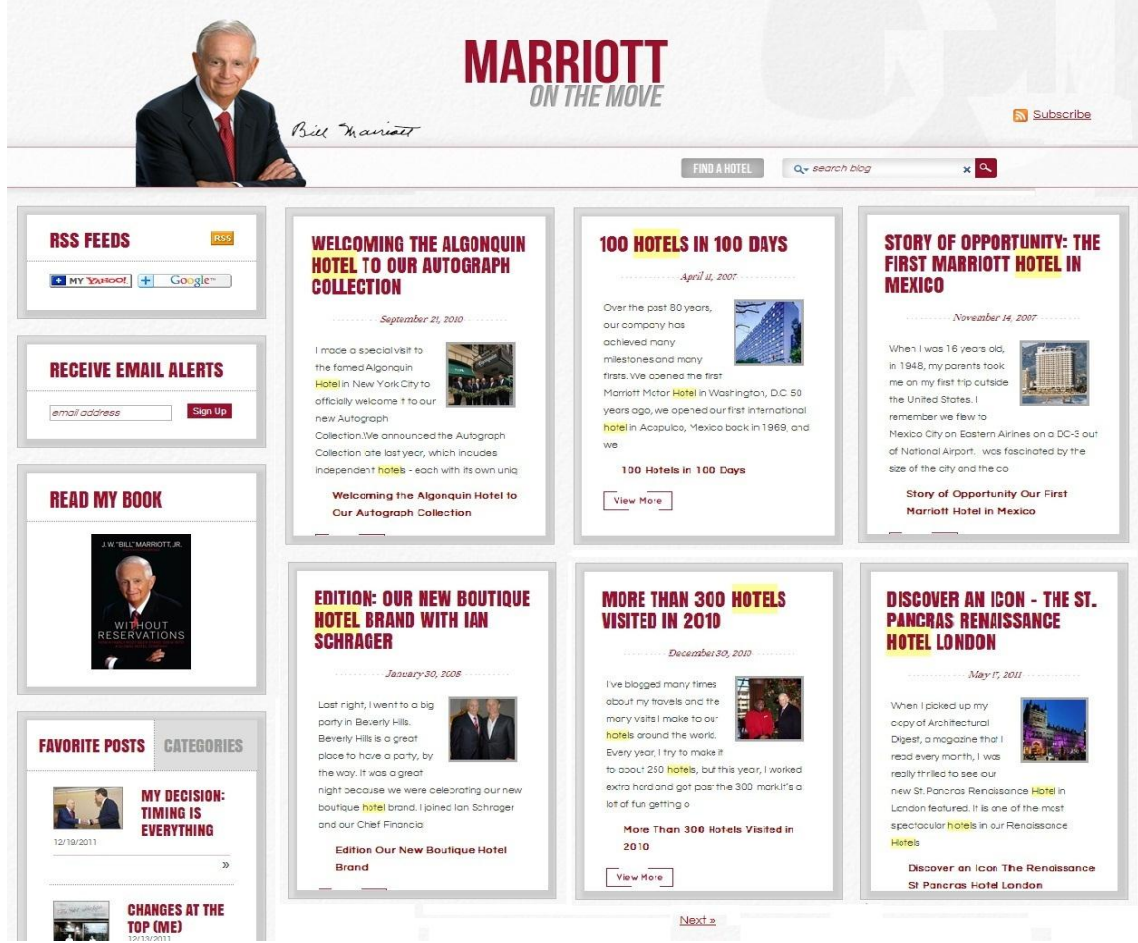 MARRIOTT
ON THE MOVE
Bill Marriott
Subscribe
FIND A HOTEL
search blog
RSS FEEDS
RSS
MY YAHOO!
Google™
RECEIVE EMAIL ALERTS
email address
Sign Up
READ MY BOOK
J.W. "BILL" MARRIOTT, JR.
WITHOUT
RESERVATIONS
FAVORITE POSTS
CATEGORIES
MY DECISION:
TIMING IS
EVERYTHING
12/19/2011
»
CHANGES AT THE
TOP (ME)
12/13/2011
WELCOMING THE ALGONQUIN
HOTEL TO OUR AUTOGRAPH
COLLECTION
September 21, 2010
I made a special visit to
the famed Algonquin
Hotel in New York City to
officially welcome it to our
new Autograph
Collection.We announced the Autograph
Collection late last year, which includes
independent hotels - each with its own uniq
Welcoming the Algonquin Hotel to
Our Autograph Collection
100 HOTELS IN 100 DAYS
April 11, 2007
Over the past 80 years,
our company has
achieved many
milestones and many
firsts. We opened the first
Marriott Motor Hotel in Washington, D.C. 50
years ago, we opened our first international
hotel in Acapulco, Mexico back in 1969, and
we
100 Hotels in 100 Days
View More
STORY OF OPPORTUNITY: THE
FIRST MARRIOTT HOTEL IN
MEXICO
November 14, 2007
When I was 16 years old,
in 1948, my parents took
me on my first trip outside
the United States. I
remember we flew to
Mexico City on Eastern Airlines on a DC-3 out
of National Airport. I was fascinated by the
size of the city and the co
Story of Opportunity Our First
Marriott Hotel in Mexico
EDITION: OUR NEW BOUTIQUE
HOTEL BRAND WITH IAN
SCHRAGER
January 30, 2008
Last night, I went to a big
party in Beverly Hills.
Beverly Hills is a great
place to have a party, by
the way. It was a great
night because we were celebrating our new
boutique hotel brand. I joined Ian Schrager
and our Chief Financia
Edition Our New Boutique Hotel
Brand
MORE THAN 300 HOTELS
VISITED IN 2010
December 30, 2010
I've blogged many times
about my travels and the
many visits I make to our
hotels around the world.
Every year, I try to make it
to about 250 hotels, but this year, I worked
extra hard and got past the 300 mark.It's a
lot of fun getting o
More Than 300 Hotels Visited in
2010
View More
DISCOVER AN ICON - THE ST.
PANCRAS RENAISSANCE
HOTEL LONDON
May 17, 2011
When I picked up my
copy of Architectural
Digest, a magazine that I
read every month, I was
really thrilled to see our
new St. Pancras Renaissance Hotel in
London featured. It is one of the most
spectacular hotels in our Renaissance
Hotels
Discover an Icon The Renaissance
St Pancras Hotel London
Next »